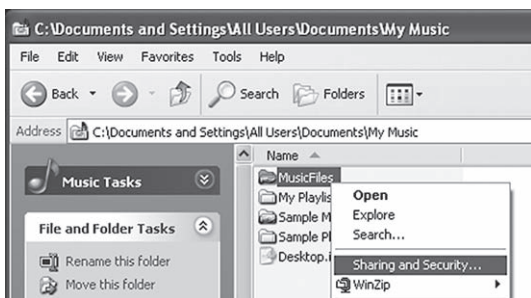 C:\Documents and Settings\All Users\Documents\My Music
File Edit View Favorites Tools Help
Back Search Folders
Address C:\Documents and Settings\All Users\Documents\My Music
Name
Music Tasks
MusicFiles
My Playlis
Open
Sample M
Explore
File and Folder Tasks
Sample Pl
Search...
Desktop.i
Rename this folder
Sharing and Security...
Move this folder
WinZip